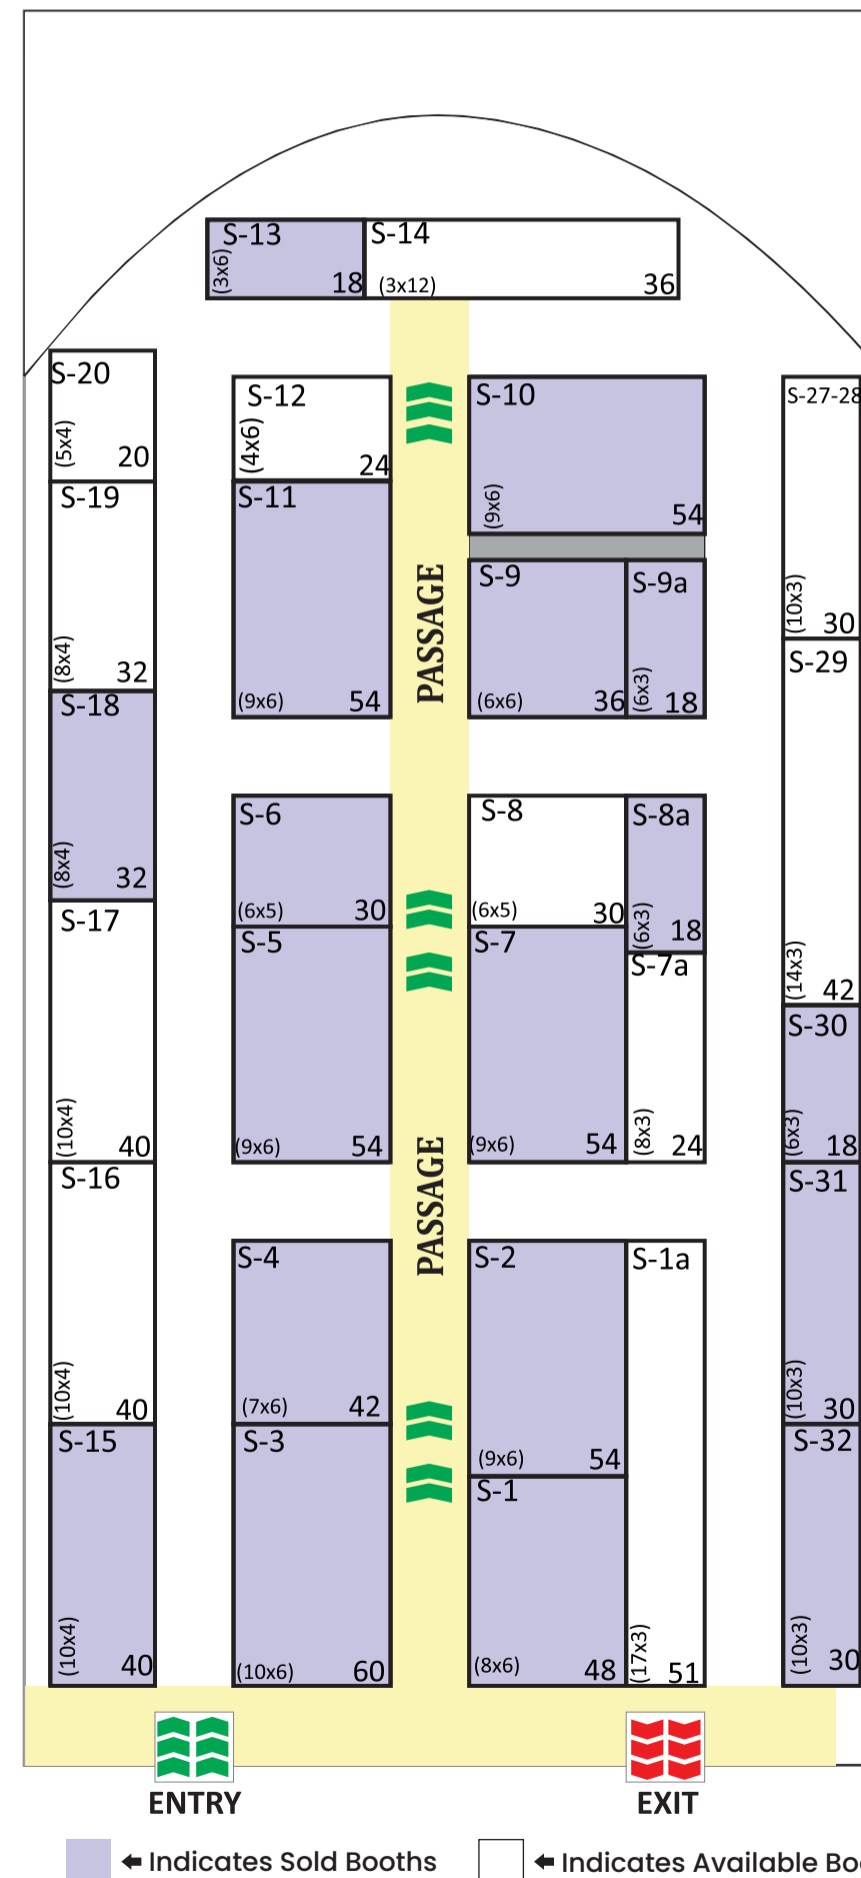 S-13
(3x6)
18
S-14
(3x12)
36
S-20
(5x4)
20
S-12
(4x6)
24
S-10
(9x6)
54
S-27-28
(10x3)
30
S-19
(8x4)
32
S-11
(9x6)
54
PASSAGE
S-9
(6x6)
36
S-9a
(6x3)
18
S-29
(14x3)
42
S-18
(8x4)
32
S-6
(6x5)
30
S-8
(6x5)
30
S-8a
(6x3)
18
S-17
(10x4)
40
S-5
(9x6)
54
S-7
(9x6)
54
S-7a
(8x3)
24
S-30
(6x3)
18
PASSAGE
S-16
(10x4)
40
S-4
(7x6)
42
S-2
(9x6)
54
S-1a
(17x3)
51
S-31
(10x3)
30
S-15
(10x4)
40
S-3
(10x6)
60
S-1
(8x6)
48
S-32
(10x3)
30
ENTRY
EXIT
Indicates Sold Booths
Indicates Available